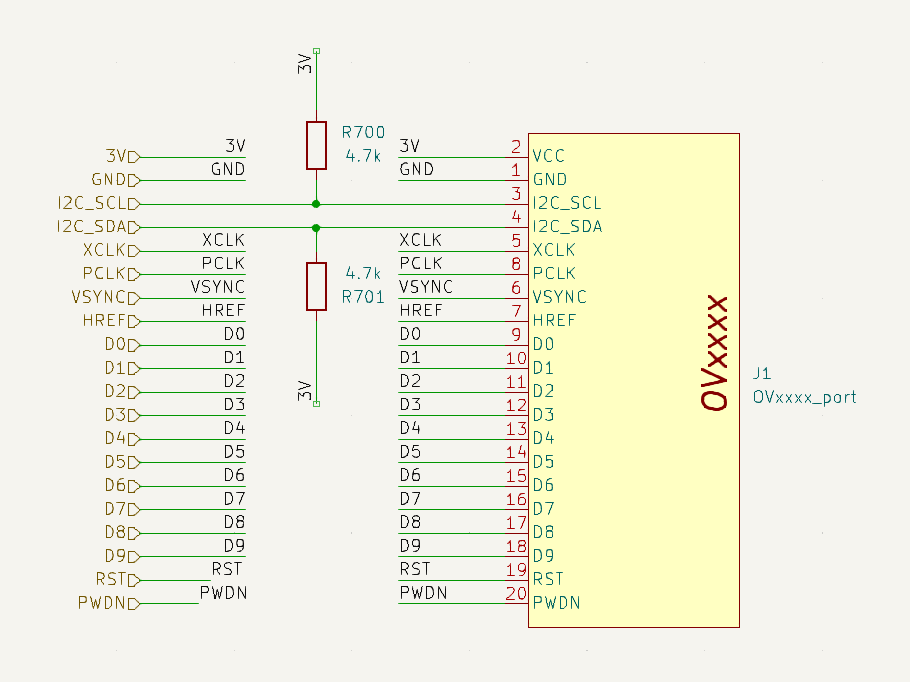 3V
R700
4.7k
3V 3V 3V 2 VCC
GND GND GND 1 GND
I2C_SCL 3 I2C_SCL
I2C_SDA 4 I2C_SDA
XCLK XCLK XCLK 5 XCLK
PCLK PCLK PCLK 8 PCLK
4.7k
R701
VSYNC VSYNC VSYNC 6 VSYNC
HREF HREF HREF 7 HREF
D0 D0 D0 9 D0
D1 D1 D1 10 D1
D2 D2 D2 11 D2
3V
D3 D3 D3 12 D3
D4 D4 D4 13 D4
D5 D5 D5 14 D5
D6 D6 D6 15 D6
D7 D7 D7 16 D7
D8 D8 D8 17 D8
D9 D9 D9 18 D9
RST RST RST 19 RST
PWDN PWDN PWDN 20 PWDN
OVxxxx
J1
OVxxxx_port